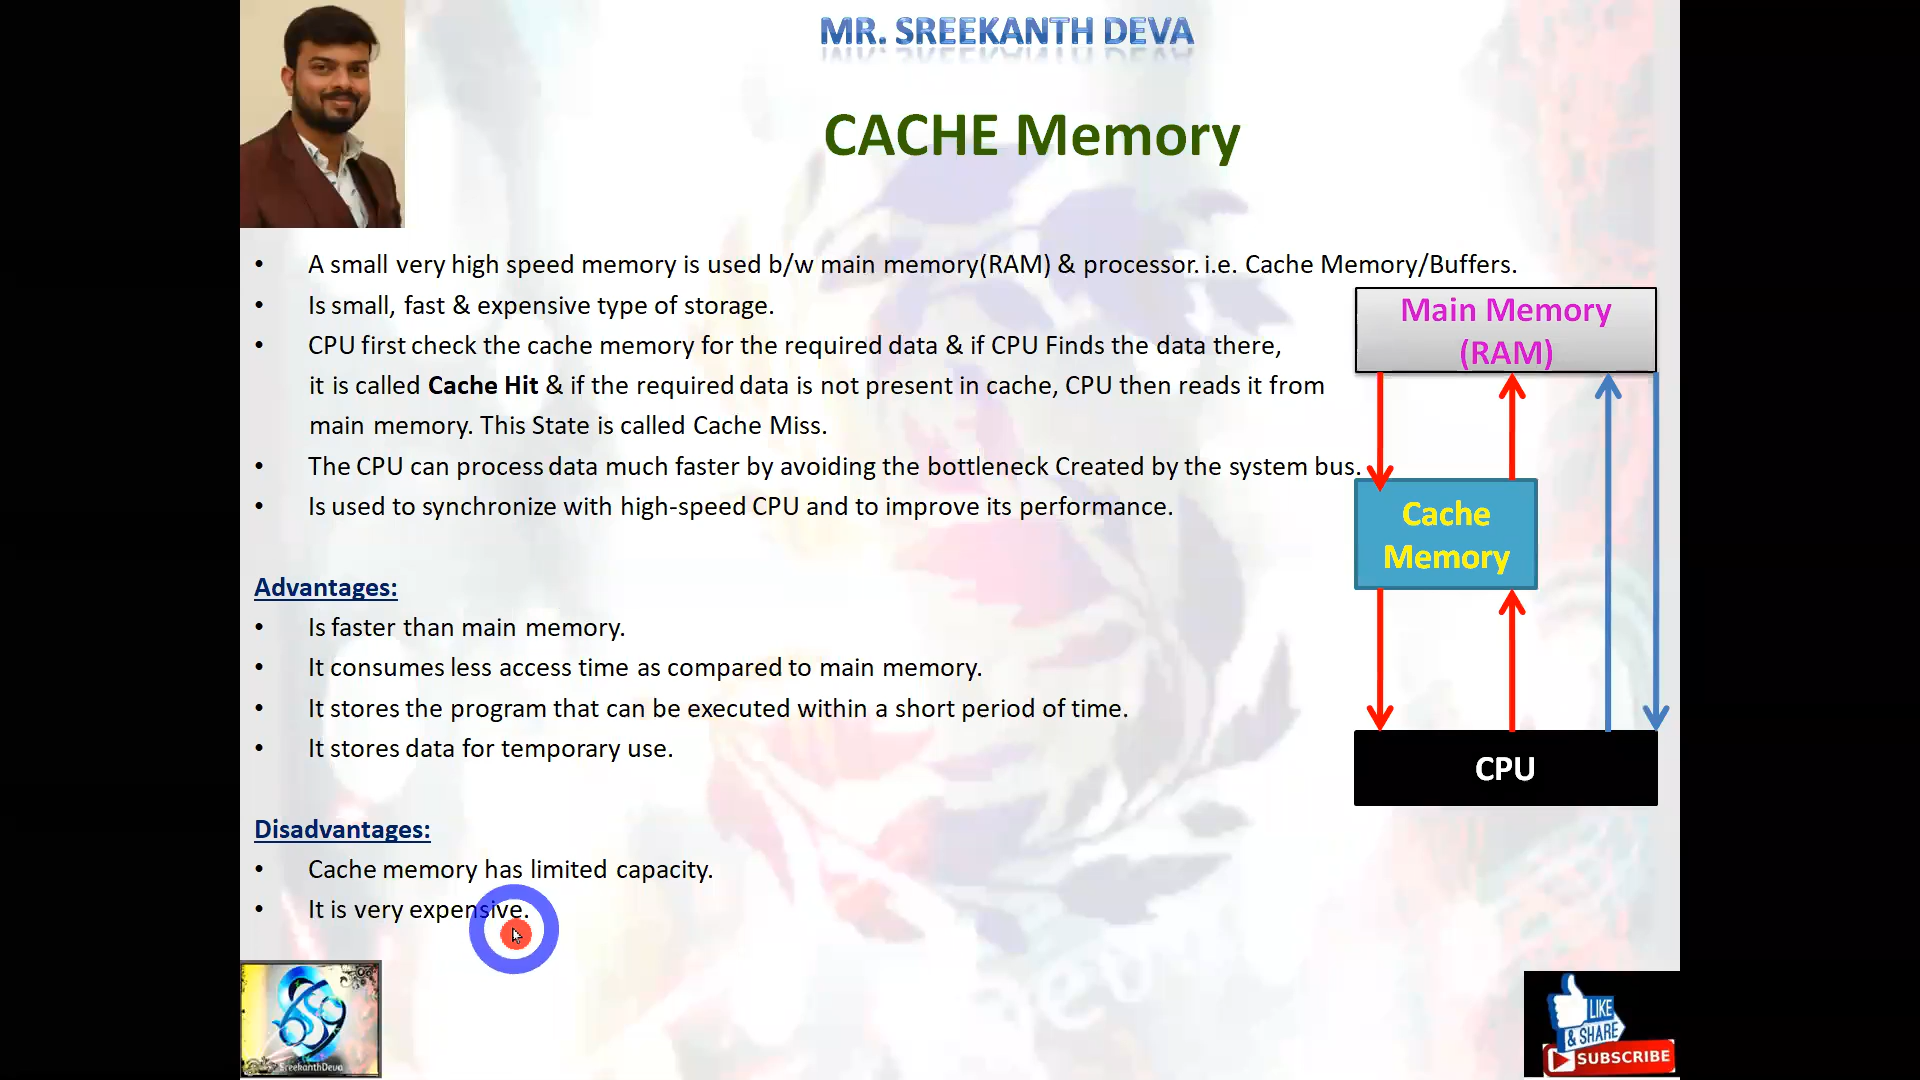 MR. SREEKANTH DEVA
CACHE Memory
• A small very high speed memory is used b/w main memory(RAM) & processor. i.e. Cache Memory/Buffers.
• Is small, fast & expensive type of storage.
• CPU first check the cache memory for the required data & if CPU Finds the data there,
it is called Cache Hit & if the required data is not present in cache, CPU then reads it from
main memory. This State is called Cache Miss.
• The CPU can process data much faster by avoiding the bottleneck Created by the system bus.
• Is used to synchronize with high-speed CPU and to improve its performance.
Advantages:
• Is faster than main memory.
• It consumes less access time as compared to main memory.
• It stores the program that can be executed within a short period of time.
• It stores data for temporary use.
Disadvantages:
• Cache memory has limited capacity.
• It is very expensive.
Main Memory
(RAM)
Cache
Memory
CPU
SreekanthDeva
LIKE
& SHARE
SUBSCRIBE